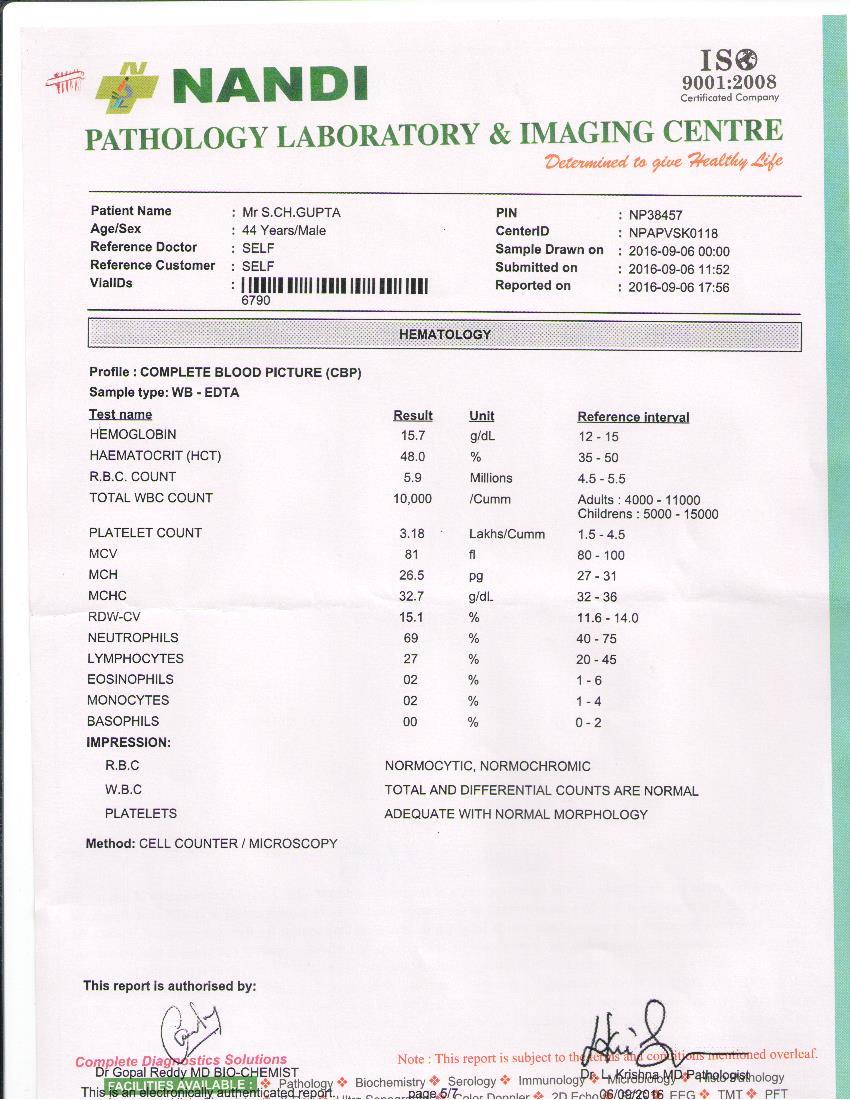 NANDI
ISO
9001:2008
Certificated Company
PATHOLOGY LABORATORY & IMAGING CENTRE
Determined to give Healthy Life
Patient Name : Mr S.CH.GUPTA PIN : NP38457
Age/Sex : 44 Years/Male CenterID : NPAPVSK0118
Reference Doctor : SELF Sample Drawn on : 2016-09-06 00:00
Reference Customer : SELF Submitted on : 2016-09-06 11:52
VialIDs : Reported on : 2016-09-06 17:56
6790
HEMATOLOGY
Profile : COMPLETE BLOOD PICTURE (CBP)
Sample type: WB - EDTA
Test name Result Unit Reference interval
HEMOGLOBIN 15.7 g/dL 12 - 15
HAEMATOCRIT (HCT) 48.0 % 35 - 50
R.B.C. COUNT 5.9 Millions 4.5 - 5.5
TOTAL WBC COUNT 10,000 /Cumm Adults : 4000 - 11000
Childrens : 5000 - 15000
PLATELET COUNT 3.18 Lakhs/Cumm 1.5 - 4.5
MCV 81 fl 80 - 100
MCH 26.5 pg 27 - 31
MCHC 32.7 g/dL 32 - 36
RDW-CV 15.1 % 11.6 - 14.0
NEUTROPHILS 69 % 40 - 75
LYMPHOCYTES 27 % 20 - 45
EOSINOPHILS 02 % 1 - 6
MONOCYTES 02 % 1 - 4
BASOPHILS 00 % 0 - 2
IMPRESSION:
R.B.C NORMOCYTIC, NORMOCHROMIC
W.B.C TOTAL AND DIFFERENTIAL COUNTS ARE NORMAL
PLATELETS ADEQUATE WITH NORMAL MORPHOLOGY
Method: CELL COUNTER / MICROSCOPY
This report is authorised by:
Complete Diagnostics Solutions Note : This report is subject to the terms and conditions mentioned overleaf.
Dr Gopal Reddy MD BIO-CHEMIST Dr. L. Krishna MD Pathologist
FACILITIES AVAILABLE : Pathology Biochemistry Serology Immunology Microbiology
This is an electronically authenticated report. page 5/7 06/09/2016
Color Doppler 2D Echo EEG TMT PFT